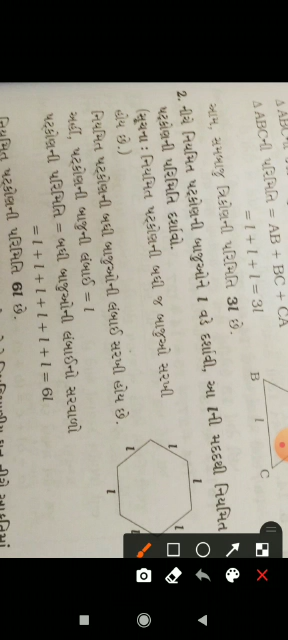 Δ ABCની પરિમિતિ = AB + BC + CA
= l + l + l = 3l
આમ, સમબાજુ ત્રિકોણની પરિમિતિ 3l છે.
2. નીચે નિયમિત ષટ્કોણની બાજુઓને l વડે દર્શાવી, આ lની મદદથી નિયમિત
ષટ્કોણની પરિમિતિ દર્શાવો.
(સૂચના : નિયમિત ષટ્કોણની બધી જ બાજુઓ સરખી
હોય છે.)
નિયમિત ષટ્કોણની બધી બાજુઓની લંબાઈ સરખી હોય છે.
અહીં, ષટ્કોણની બાજુની લંબાઈ = l
ષટ્કોણની પરિમિતિ = બધી બાજુઓની લંબાઈનો સરવાળો
= l + l + l + l + l + l = 6l
નિયમિત ષટ્કોણની પરિમિતિ 6l છે.
B
l
C
l
l
l
l
l
l